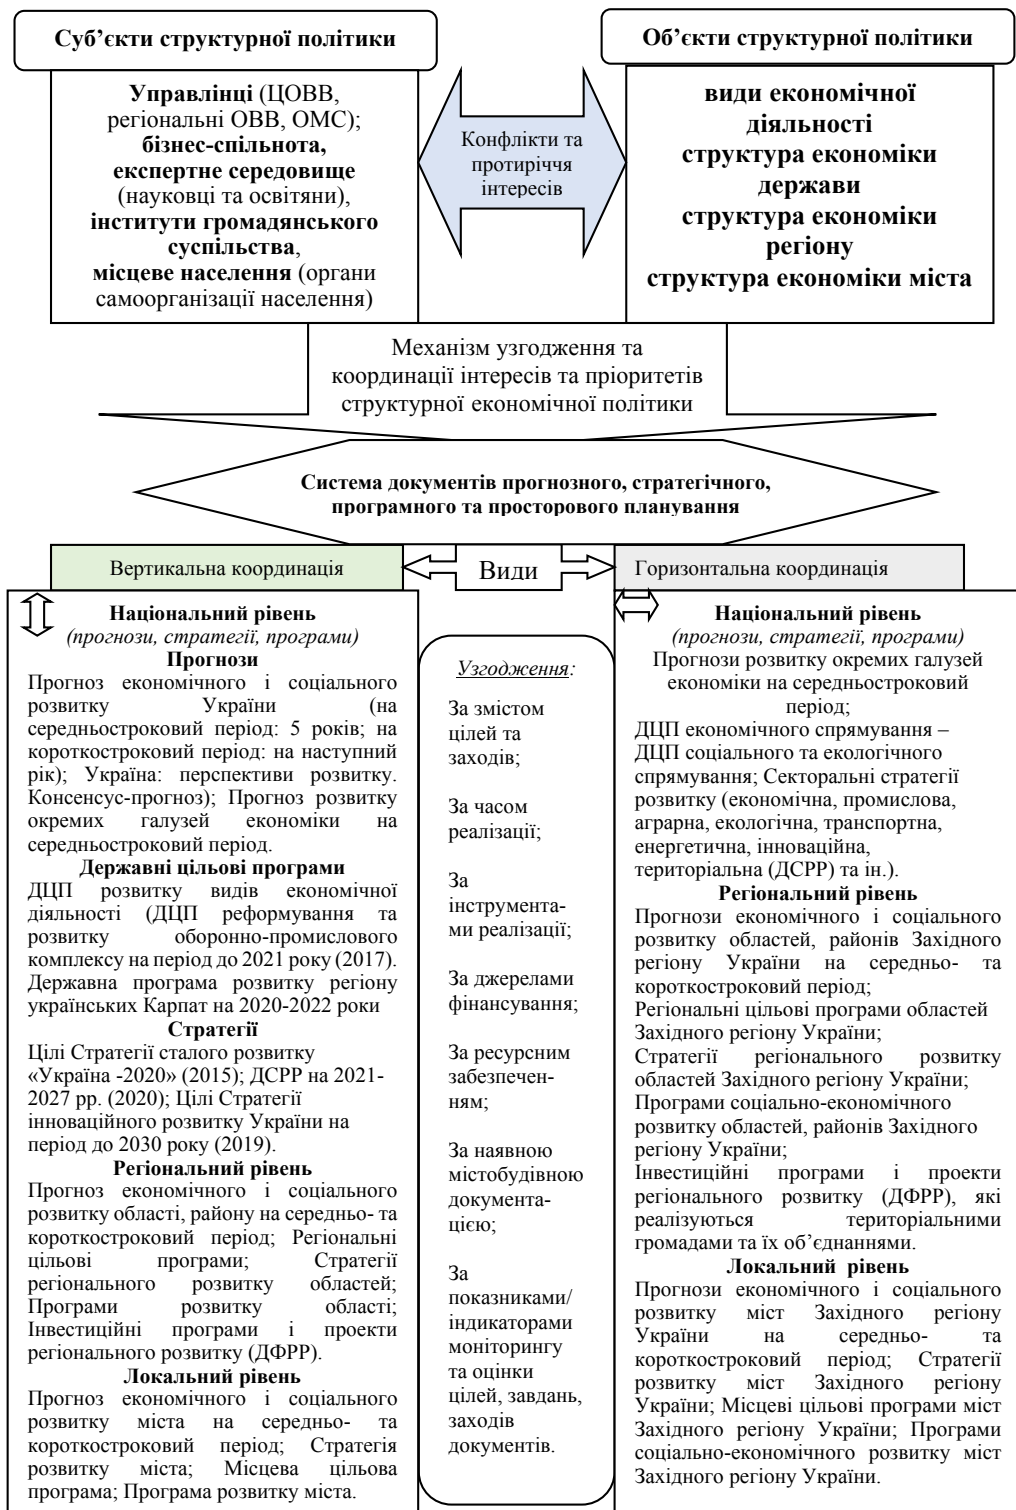 Суб’єкти структурної політики
Управлінці (ЦОВВ,
регіональні ОВВ, ОМС);
бізнес-спільнота,
експертне середовище
(науковці та освітяни),
інститути громадянського
суспільства,
місцеве населення (органи
самоорганізації населення)
Конфлікти та
протиріччя
інтересів
Об’єкти структурної політики
види економічної
діяльності
структура економіки
держави
структура економіки
регіону
структура економіки міста
Механізм узгодження та
координації інтересів та пріоритетів
структурної економічної політики
Система документів прогнозного, стратегічного,
програмного та просторового планування
Вертикальна координація
Види
Горизонтальна координація
Національний рівень
(прогнози, стратегії, програми)
Прогнози
Прогноз економічного і соціального
розвитку України (на
середньостроковий період: 5 років; на
короткостроковий період: на наступний
рік); Україна: перспективи розвитку.
Консенсус-прогноз); Прогноз розвитку
окремих галузей економіки на
середньостроковий період.
Державні цільові програми
ДЦП розвитку видів економічної
діяльності (ДЦП реформування та
розвитку оборонно-промислового
комплексу на період до 2021 року (2017).
Державна програма розвитку регіону
українських Карпат на 2020-2022 роки
Стратегії
Цілі Стратегії сталого розвитку
«Україна -2020» (2015); ДСРР на 2021-
2027 рр. (2020); Цілі Стратегії
інноваційного розвитку України на
період до 2030 року (2019).
Регіональний рівень
Прогноз економічного і соціального
розвитку області, району на середньо- та
короткостроковий період; Регіональні
цільові програми; Стратегії
регіонального розвитку областей;
Програми розвитку області;
Інвестиційні програми і проекти
регіонального розвитку (ДФРР).
Локальний рівень
Прогноз економічного і соціального
розвитку міста на середньо- та
короткостроковий період; Стратегія
розвитку міста; Місцева цільова
програма; Програма розвитку міста.
Узгодження:
За змістом
цілей та
заходів;
За часом
реалізації;
За
інструмента-
ми реалізації;
За джерелами
фінансування;
За ресурсним
забезпечен-
ням;
За наявною
містобудівною
документа-
цією;
За
показниками/
індикаторами
моніторингу
та оцінки
цілей, завдань,
заходів
документів.
Національний рівень
(прогнози, стратегії, програми)
Прогнози розвитку окремих галузей
економіки на середньостроковий
період;
ДЦП економічного спрямування –
ДЦП соціального та екологічного
спрямування; Секторальні стратегії
розвитку (економічна, промислова,
аграрна, екологічна, транспортна,
енергетична, інноваційна,
територіальна (ДСРР) та ін.).
Регіональний рівень
Прогнози економічного і соціального
розвитку областей, районів Західного
регіону України на середньо- та
короткостроковий період;
Регіональні цільові програми областей
Західного регіону України;
Стратегії регіонального розвитку
областей Західного регіону України;
Програми соціально-економічного
розвитку областей, районів Західного
регіону України;
Інвестиційні програми і проекти
регіонального розвитку (ДФРР), які
реалізуються територіальними
громадами та їх об’єднаннями.
Локальний рівень
Прогнози економічного і соціального
розвитку міст Західного регіону
України на середньо- та
короткостроковий період; Стратегії
розвитку міст Західного регіону
України; Місцеві цільові програми міст
Західного регіону України; Програми
соціально-економічного розвитку міст
Західного регіону України.